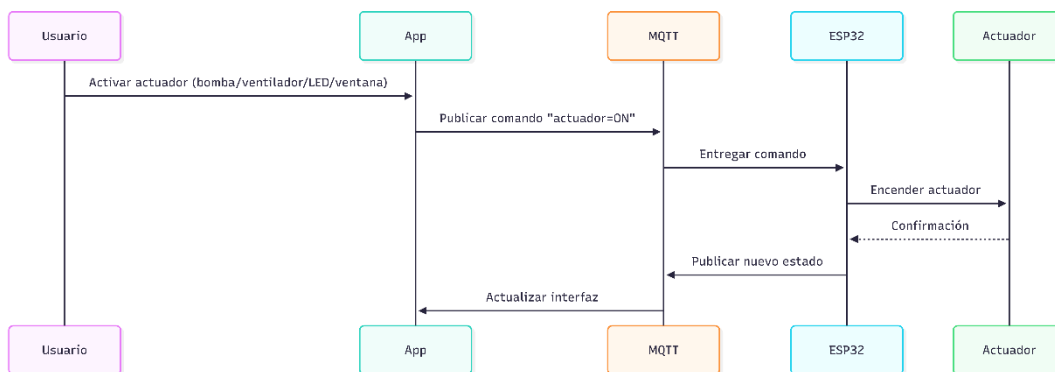 Usuario
App
MQTT
ESP32
Actuador
Activar actuador (bomba/ventilador/LED/ventana)
Publicar comando "actuador=ON"
Entregar comando
Encender actuador
Confirmación
Publicar nuevo estado
Actualizar interfaz
Usuario
App
MQTT
ESP32
Actuador